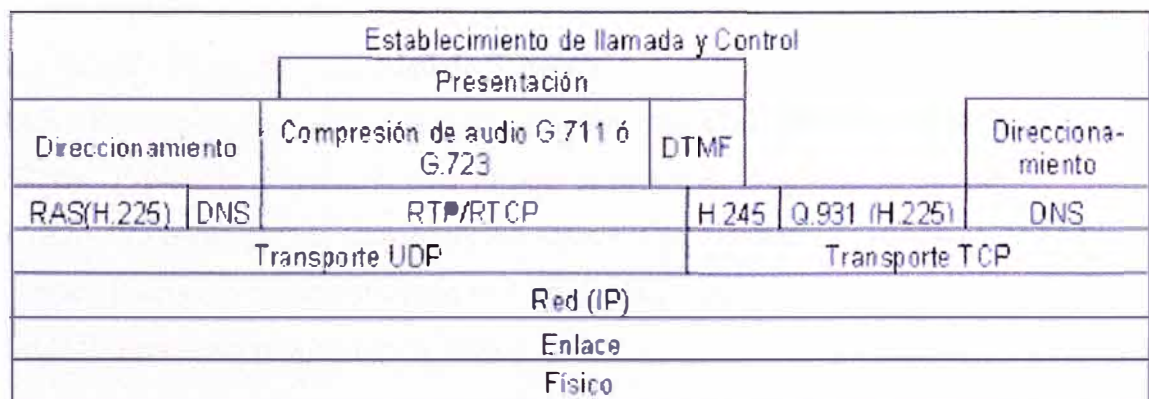 Establecimiento de llamada y Control
Presentación
Direccionamiento
Compresión de audio G.711 ó
G.723
DTMF
Direcciona-
miento
RAS(H.225)
DNS
RTP/RTCP
H.245
Q.931 (H.225)
DNS
Transporte UDP
Transporte TCP
Red (IP)
Enlace
Físico